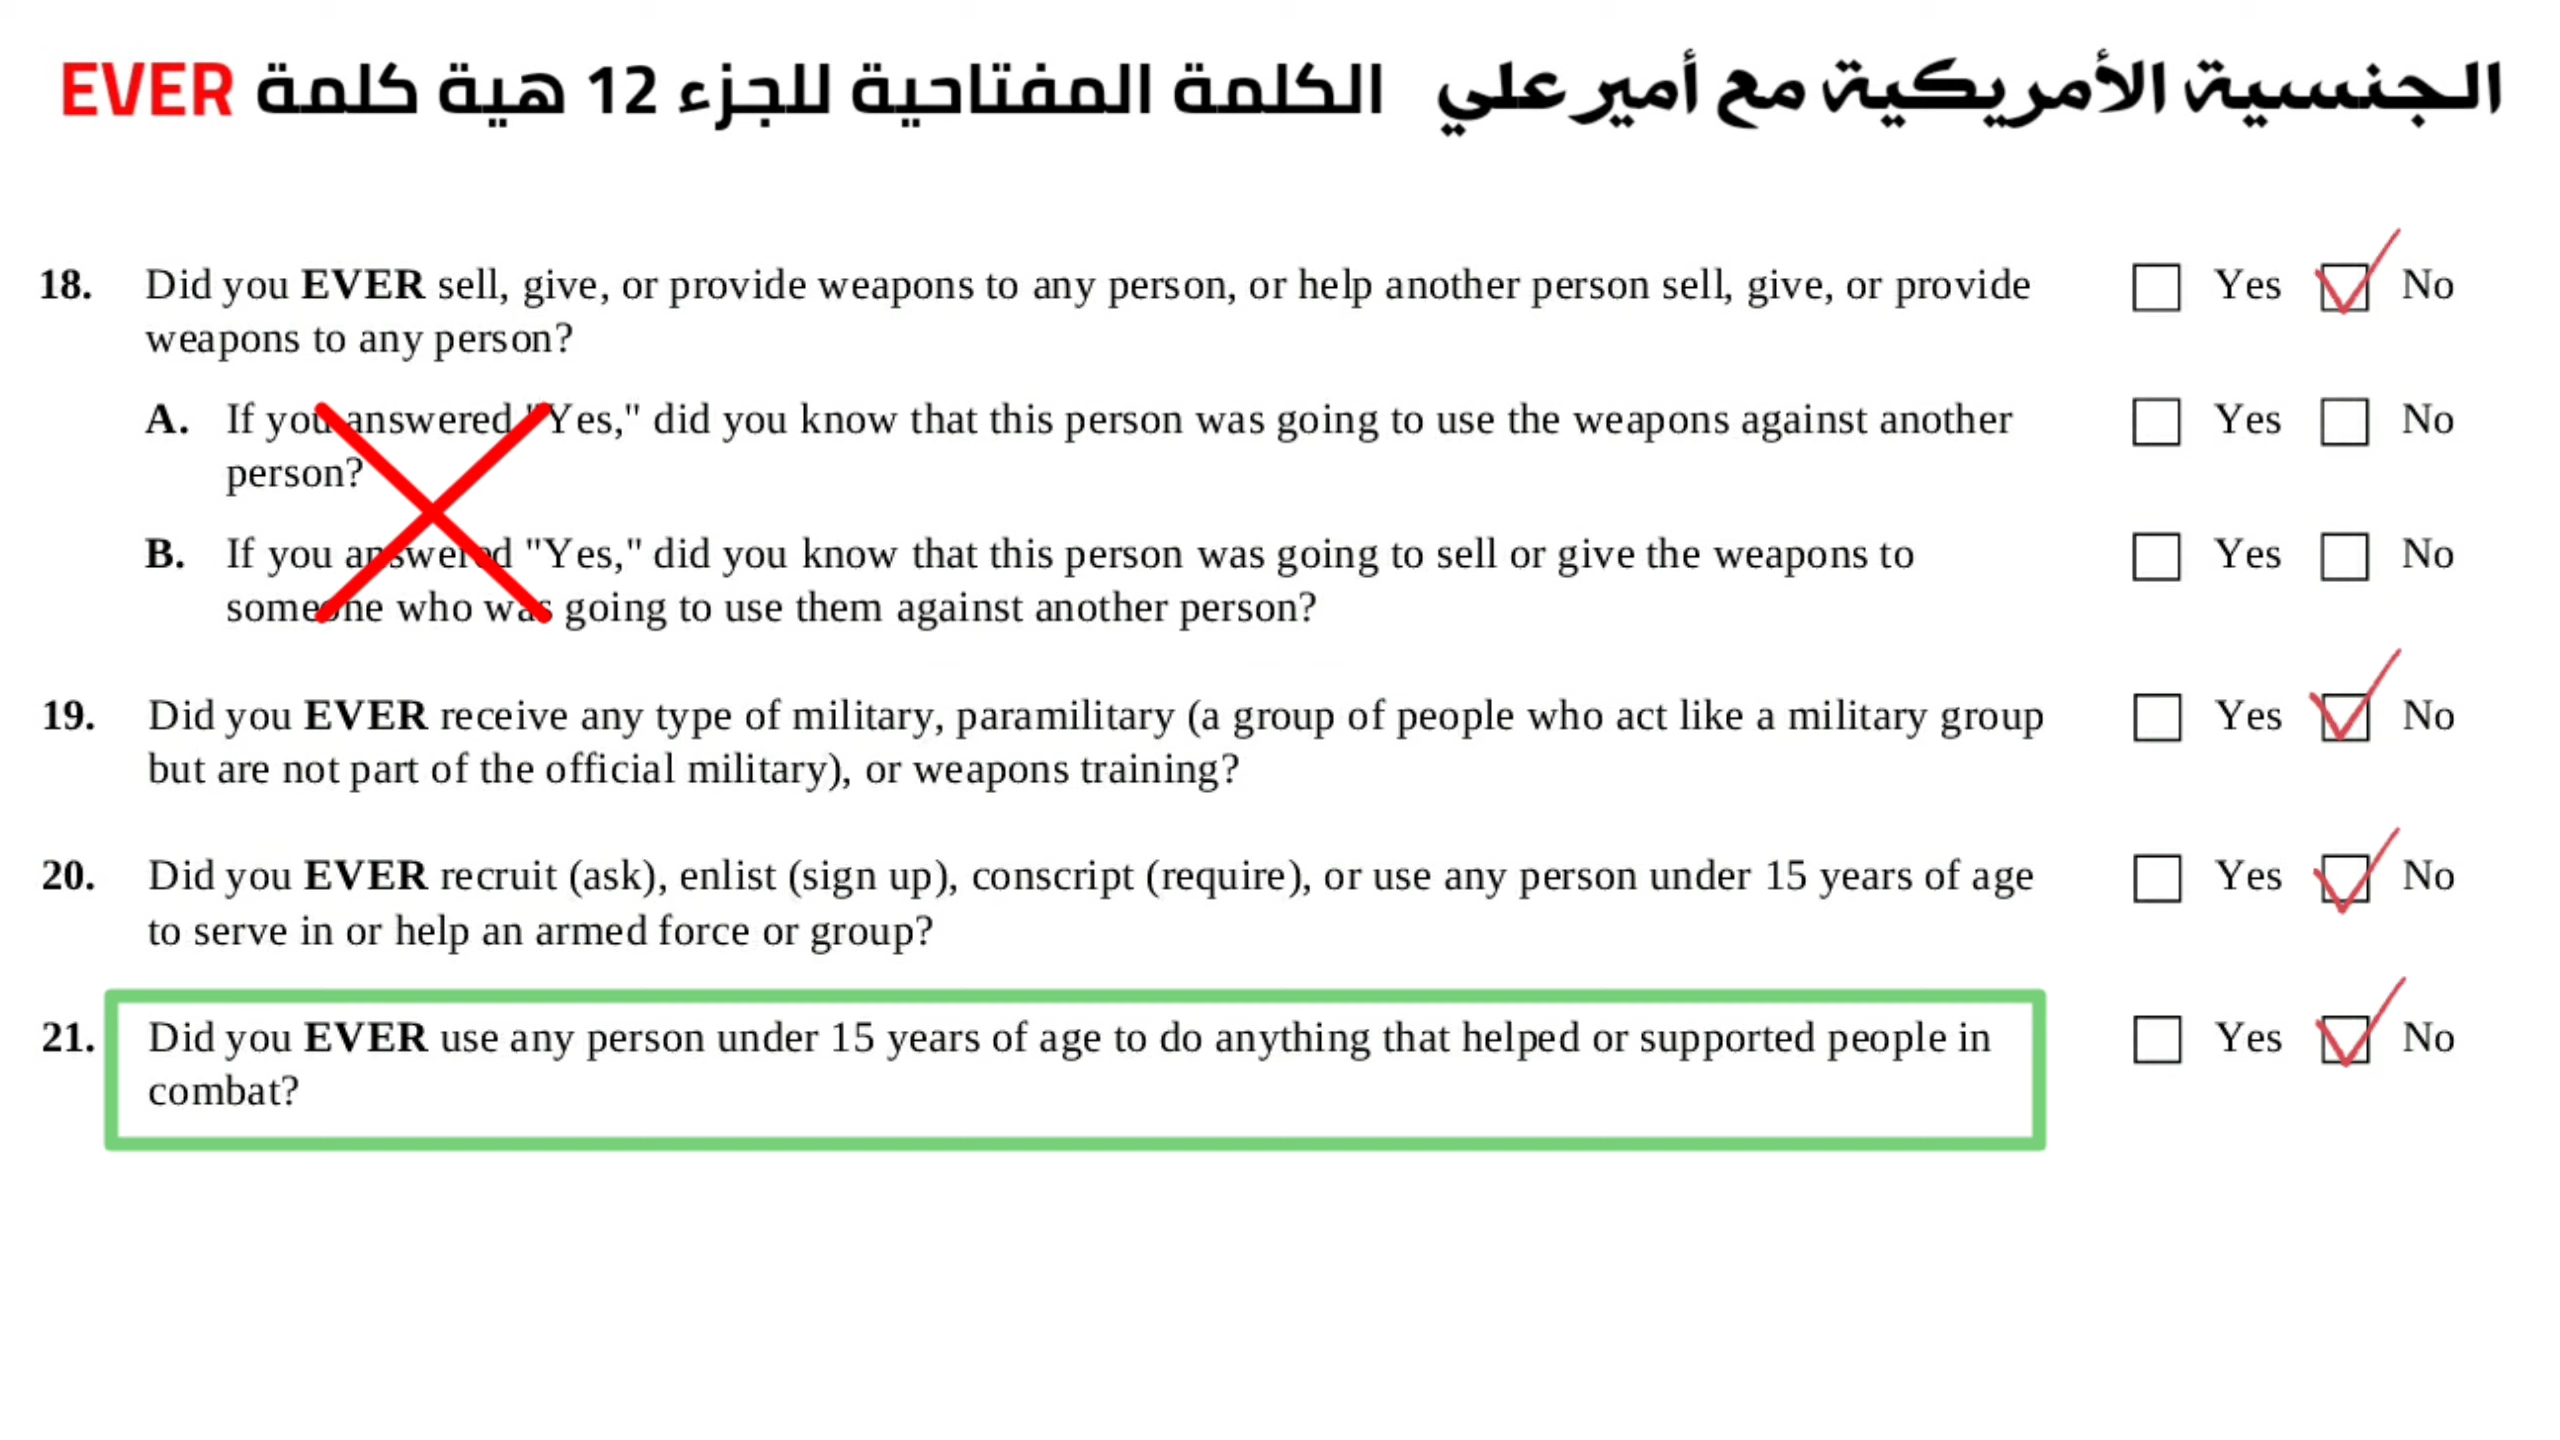 الجنسية الأمريكية مع أمير علي   الكلمة المفتاحية للجزء 12 هية كلمة EVER
18. Did you EVER sell, give, or provide weapons to any person, or help another person sell, give, or provide Yes No
weapons to any person?
A. If you answered "Yes," did you know that this person was going to use the weapons against another Yes No
person?
B. If you answered "Yes," did you know that this person was going to sell or give the weapons to Yes No
someone who was going to use them against another person?
19. Did you EVER receive any type of military, paramilitary (a group of people who act like a military group Yes No
but are not part of the official military), or weapons training?
20. Did you EVER recruit (ask), enlist (sign up), conscript (require), or use any person under 15 years of age Yes No
to serve in or help an armed force or group?
21. Did you EVER use any person under 15 years of age to do anything that helped or supported people in Yes No
combat?